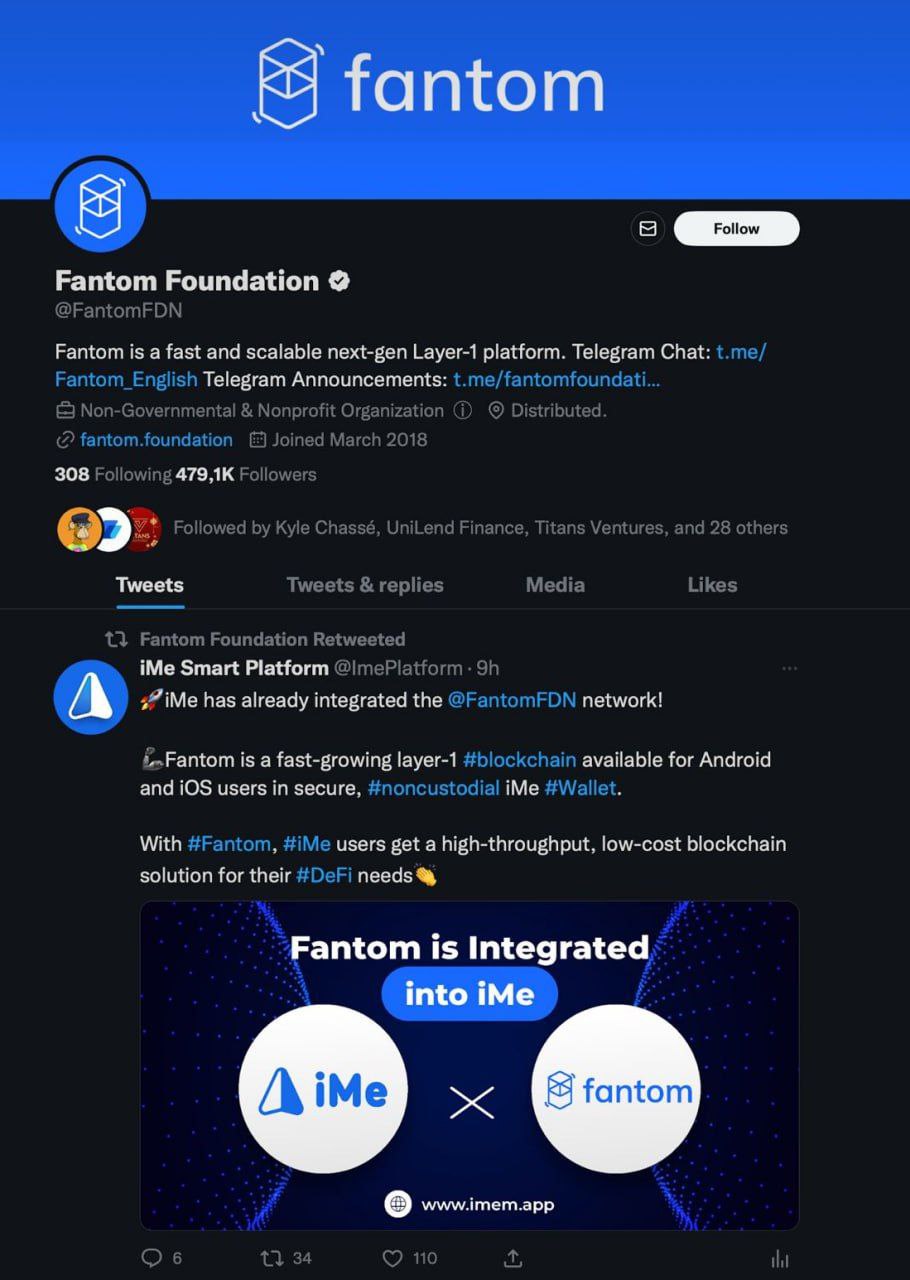 fantom
Follow
Fantom Foundation
@FantomFDN
Fantom is a fast and scalable next-gen Layer-1 platform. Telegram Chat: t.me/
Fantom_English Telegram Announcements: t.me/fantomfoundati...
Non-Governmental & Nonprofit Organization Distributed.
fantom.foundation Joined March 2018
308 Following 479,1K Followers
TANS
Followed by Kyle Chassé, UniLend Finance, Titans Ventures, and 28 others
Tweets Tweets & replies Media Likes
Fantom Foundation Retweeted
iMe Smart Platform @ImePlatform · 9h
🚀iMe has already integrated the @FantomFDN network!
🦾Fantom is a fast-growing layer-1 #blockchain available for Android
and iOS users in secure, #noncustodial iMe #Wallet.
With #Fantom, #iMe users get a high-throughput, low-cost blockchain
solution for their #DeFi needs👏
Fantom is Integrated
into iMe
iMe fantom
www.imem.app
6 34 110